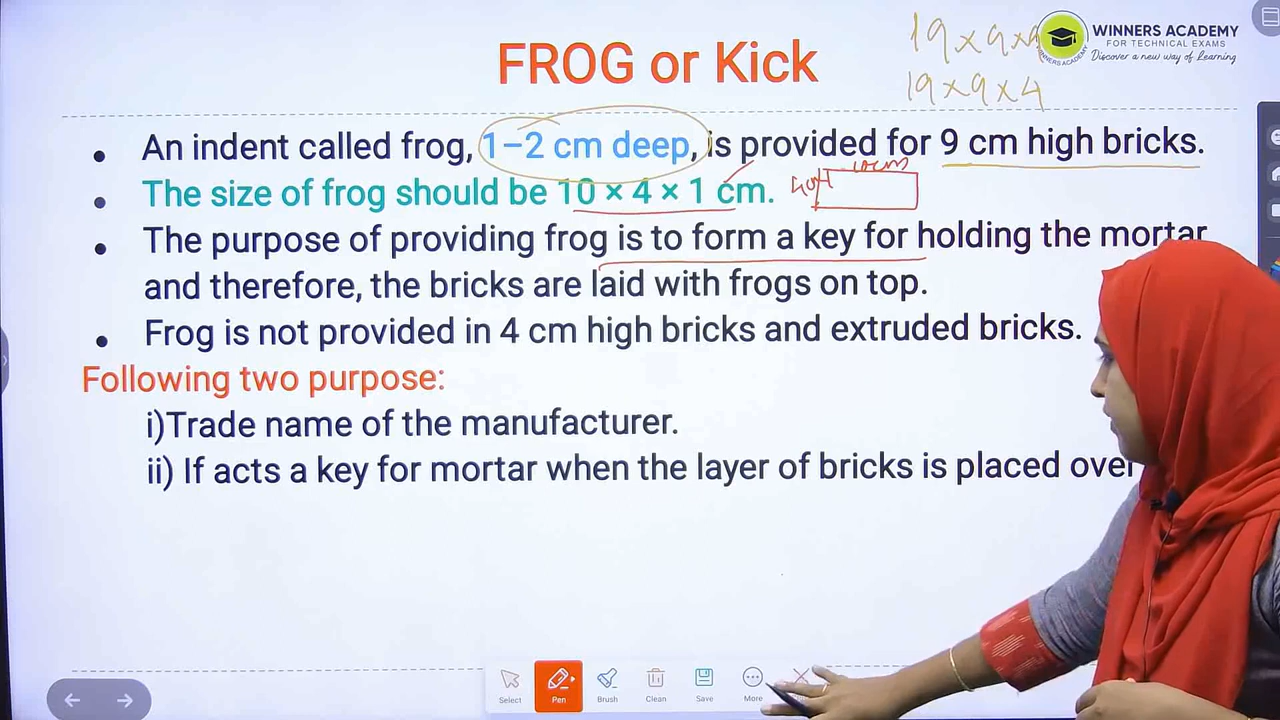 19×9×9
WINNERS ACADEMY
FOR TECHNICAL EXAMS
Discover a new way of Learning
WINNERS ACADEMY
19×9×4
FROG or Kick
• An indent called frog, 1–2 cm deep, is provided for 9 cm high bricks.
• The size of frog should be 10 × 4 × 1 cm.
10cm
• The purpose of providing frog is to form a key for holding the mortar
and therefore, the bricks are laid with frogs on top.
• Frog is not provided in 4 cm high bricks and extruded bricks.
Following two purpose:
i)Trade name of the manufacturer.
ii) If acts a key for mortar when the layer of bricks is placed over
Select
Pen
Brush
Clean
Save
More